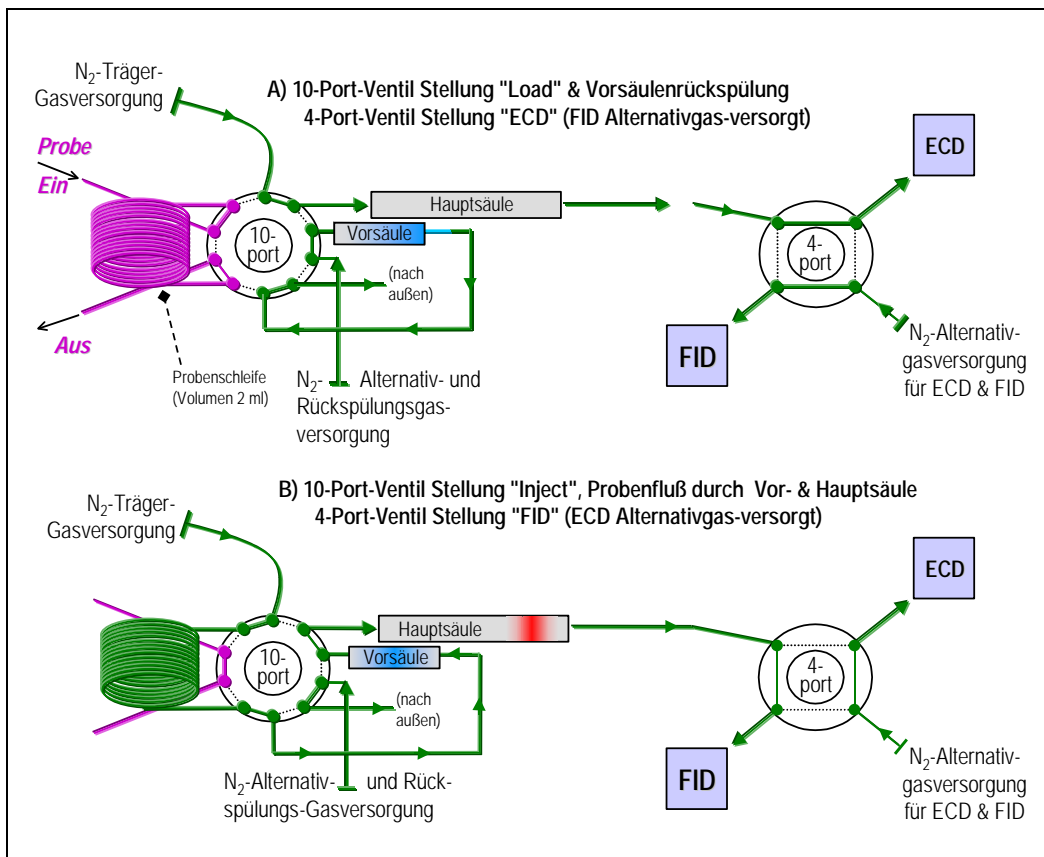 N₂-Träger-
Gasversorgung
A) 10-Port-Ventil Stellung "Load" & Vorsäulenrückspülung
4-Port-Ventil Stellung "ECD" (FID Alternativgas-versorgt)
Probe
Ein
ECD
Hauptsäule
10-
port
Vorsäule
4-
port
(nach
außen)
Aus
FID
Probenschleife
(Volumen 2 ml)
N₂- Alternativ- und
Rückspülungsgas-
versorgung
N₂-Alternativ-
gasversorgung
für ECD & FID
B) 10-Port-Ventil Stellung "Inject", Probenfluß durch Vor- & Hauptsäule
4-Port-Ventil Stellung "FID" (ECD Alternativgas-versorgt)
N₂-Träger-
Gasversorgung
ECD
Hauptsäule
10-
port
Vorsäule
4-
port
(nach
außen)
FID
N₂-Alternativ- und Rück-
spülungs-Gasversorgung
N₂-Alternativ-
gasversorgung
für ECD & FID